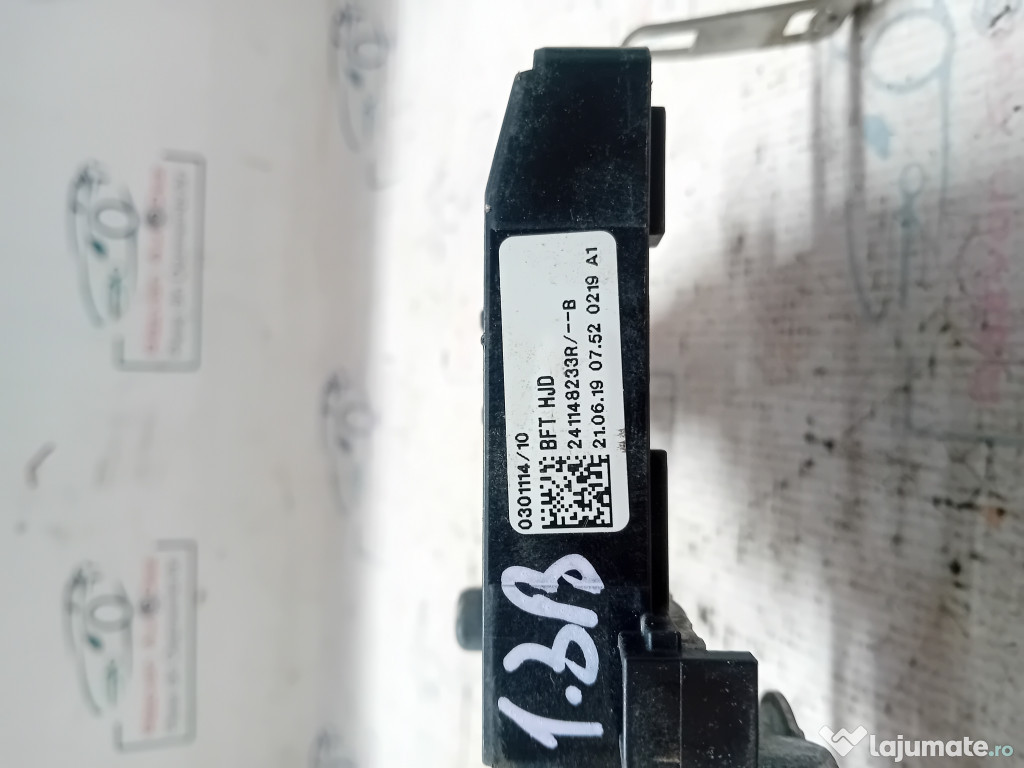 0301114/10
BFT HJD
241148233R/--B
21.06.19 07.52 0219 A1
1.3B
lajumate.ro